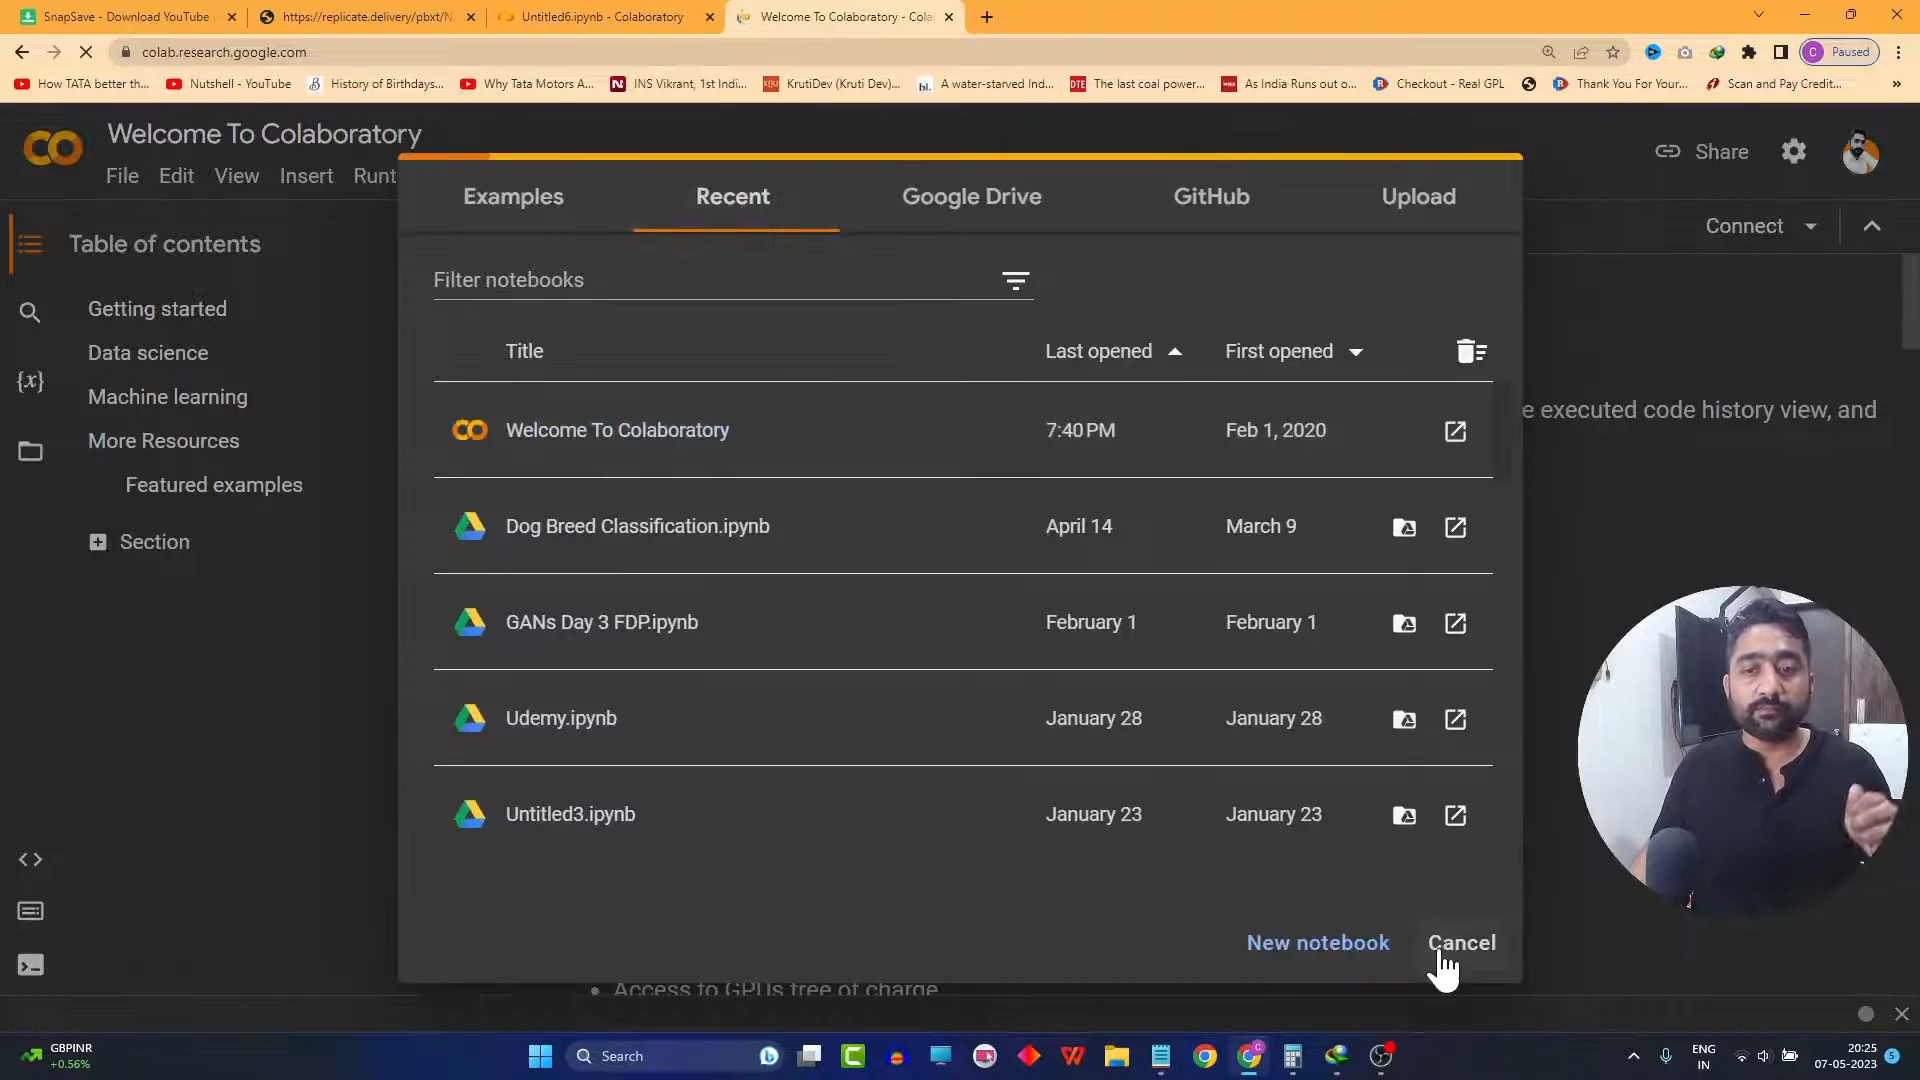 SnapSave - Download YouTube
https://replicate.delivery/pbxt/N
Untitled6.ipynb - Colaboratory
Welcome To Colaboratory - Cola
colab.research.google.com
Paused
How TATA better th...
Nutshell - YouTube
History of Birthdays...
Why Tata Motors A...
INS Vikrant, 1st Indi...
KrutiDev (Kruti Dev)...
A water-starved Ind...
The last coal power...
As India Runs out o...
Checkout - Real GPL
Thank You For Your...
Scan and Pay Credit...
Welcome To Colaboratory
File Edit View Insert Runt
Share
Examples Recent Google Drive GitHub Upload
Connect
Table of contents
Getting started
Data science
Machine learning
More Resources
Featured examples
Section
Filter notebooks
Title Last opened First opened
Welcome To Colaboratory 7:40 PM Feb 1, 2020
e executed code history view, and
Dog Breed Classification.ipynb April 14 March 9
GANs Day 3 FDP.ipynb February 1 February 1
Udemy.ipynb January 28 January 28
Untitled3.ipynb January 23 January 23
New notebook Cancel
Access to GPUs free of charge
GBPINR
+0.56%
Search
ENG
IN
20:25
07-05-2023
5